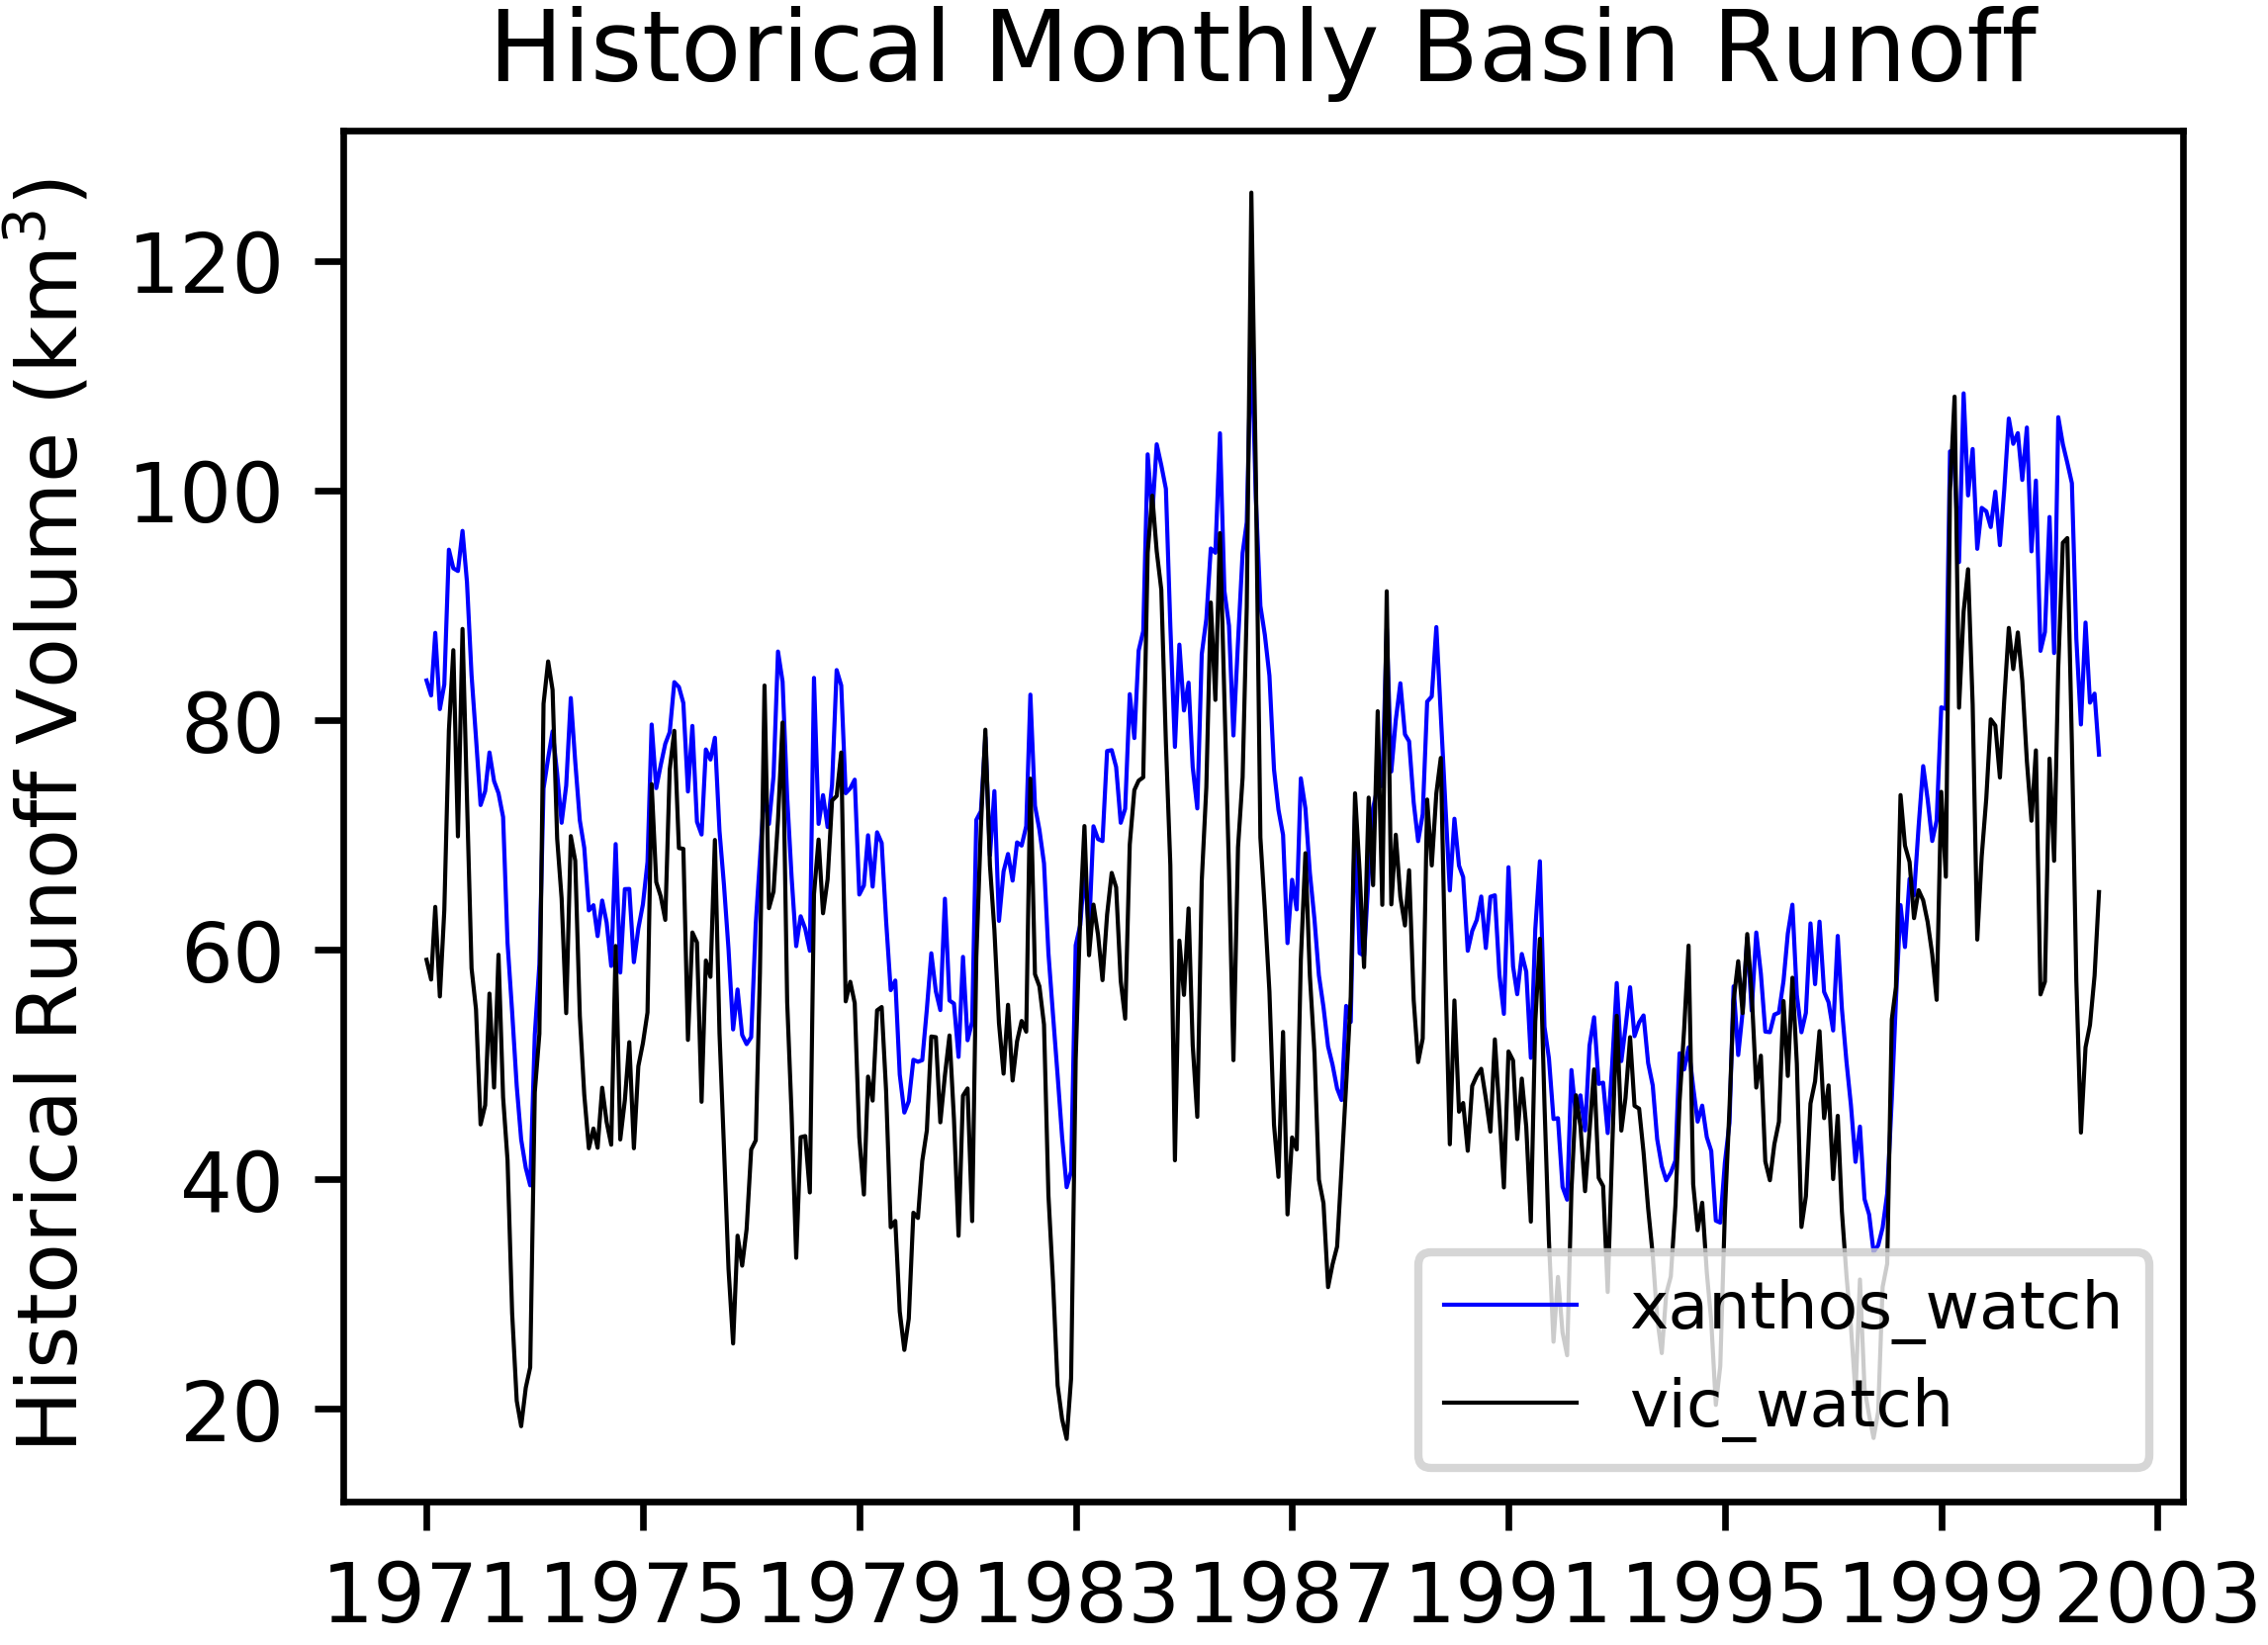 Historical Monthly Basin Runoff
Historical Runoff Volume (km³)
120
100
80
60
40
20
xanthos_watch
vic_watch
1971 1975 1979 1983 1987 1991 1995 1999 2003